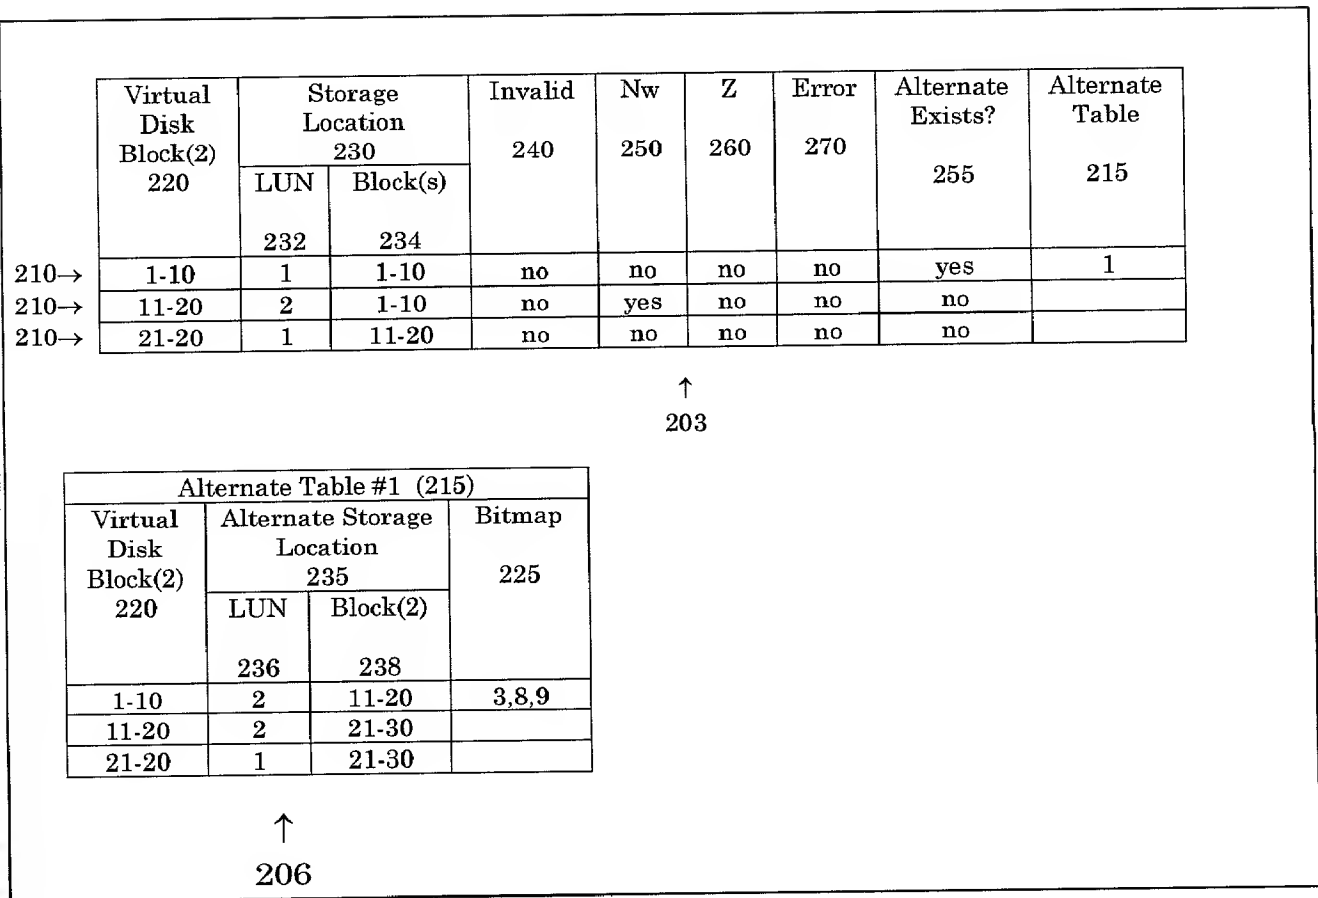 Virtual Disk Block(2) 220 | Storage Location 230 | Invalid 240 | Nw 250 | Z 260 | Error 270 | Alternate Exists? 255 | Alternate Table 215
LUN 232 | Block(s) 234
210→ 1-10 | 1 | 1-10 | no | no | no | no | yes | 1
210→ 11-20 | 2 | 1-10 | no | yes | no | no | no
210→ 21-20 | 1 | 11-20 | no | no | no | no | no
↑
203
Alternate Table #1 (215)
Virtual Disk Block(2) 220 | Alternate Storage Location 235 | Bitmap 225
LUN 236 | Block(2) 238
1-10 | 2 | 11-20 | 3,8,9
11-20 | 2 | 21-30
21-20 | 1 | 21-30
↑
206